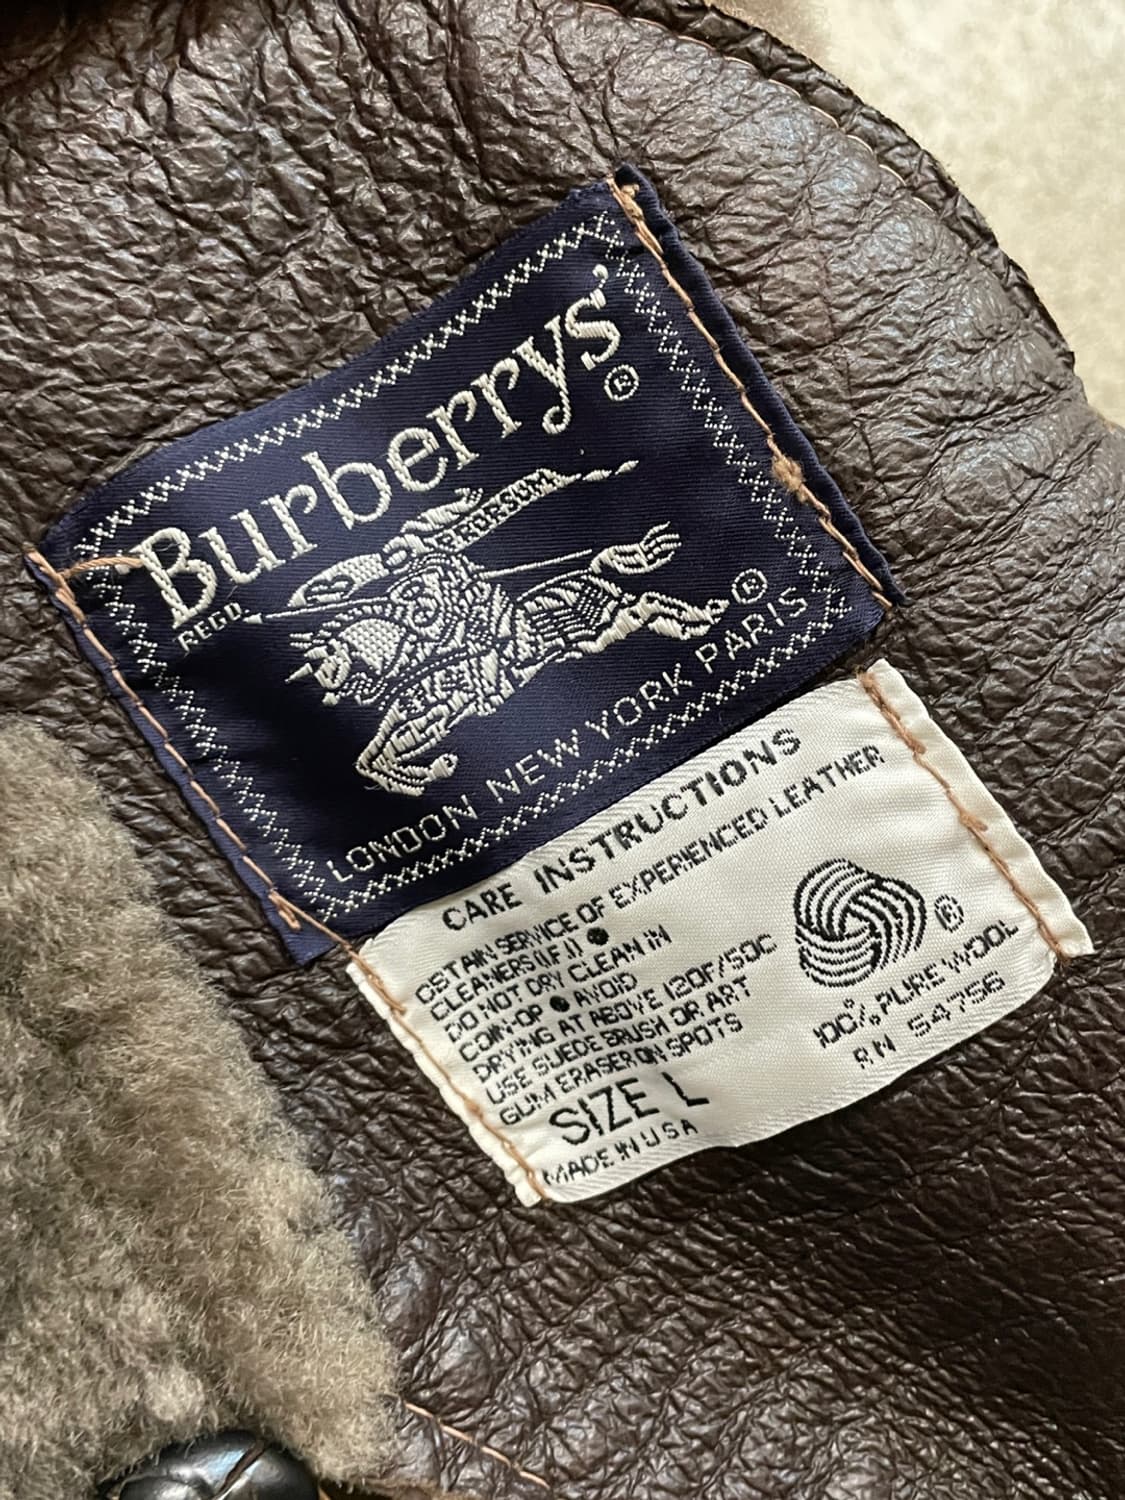 Burberrys'®
REGD.
PRORSUM
®
LONDON NEW YORK PARIS
CARE INSTRUCTIONS
OSTAIN SERVICE OF EXPERIENCED LEATHER
CLEANERS (I.F.I.) ●
DO NOT DRY CLEAN IN
COIN-OP ● AVOID
DRYING AT ABOVE 120F/50C
USE SUEDE BRUSH OR ART
GUM ERASER ON SPOTS
SIZE L
MADE IN USA
®
100% PURE WOOL
RN 54756